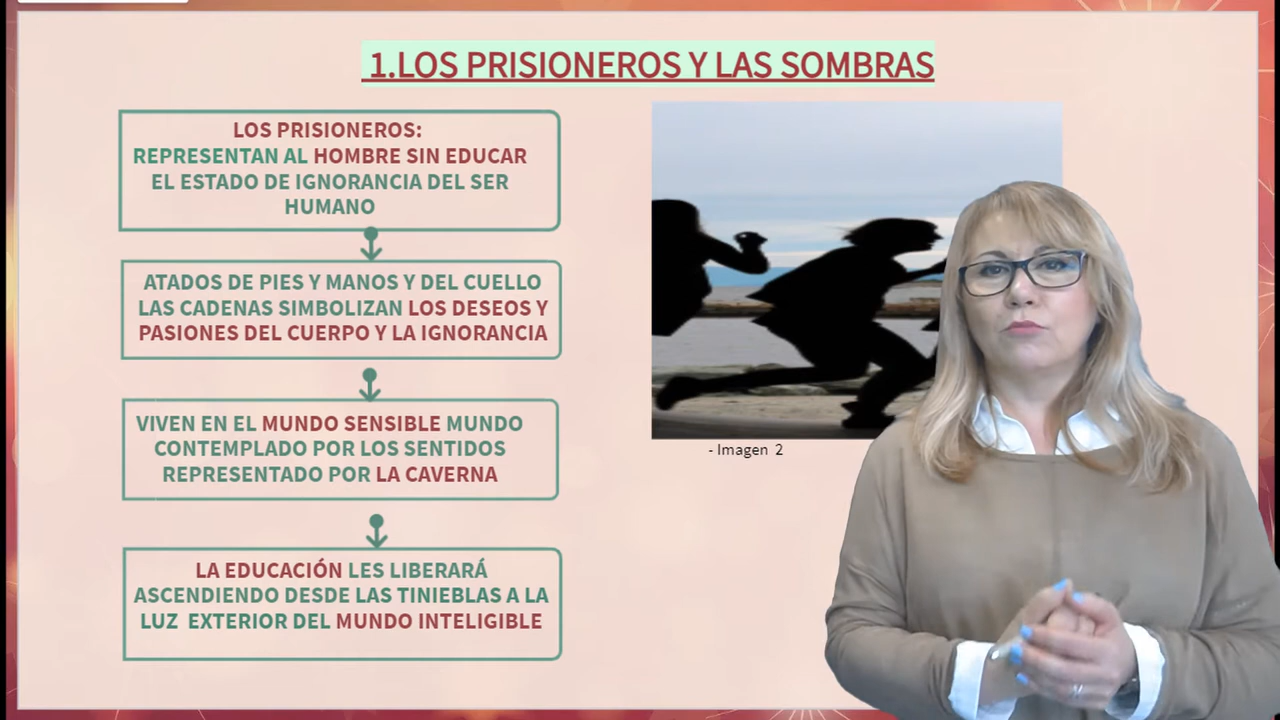 1.LOS PRISIONEROS Y LAS SOMBRAS
LOS PRISIONEROS:
REPRESENTAN AL HOMBRE SIN EDUCAR
EL ESTADO DE IGNORANCIA DEL SER
HUMANO
ATADOS DE PIES Y MANOS Y DEL CUELLO
LAS CADENAS SIMBOLIZAN LOS DESEOS Y
PASIONES DEL CUERPO Y LA IGNORANCIA
VIVEN EN EL MUNDO SENSIBLE MUNDO
CONTEMPLADO POR LOS SENTIDOS
REPRESENTADO POR LA CAVERNA
LA EDUCACIÓN LES LIBERARÁ
ASCENDIENDO DESDE LAS TINIEBLAS A LA
LUZ EXTERIOR DEL MUNDO INTELIGIBLE
- Imagen 2